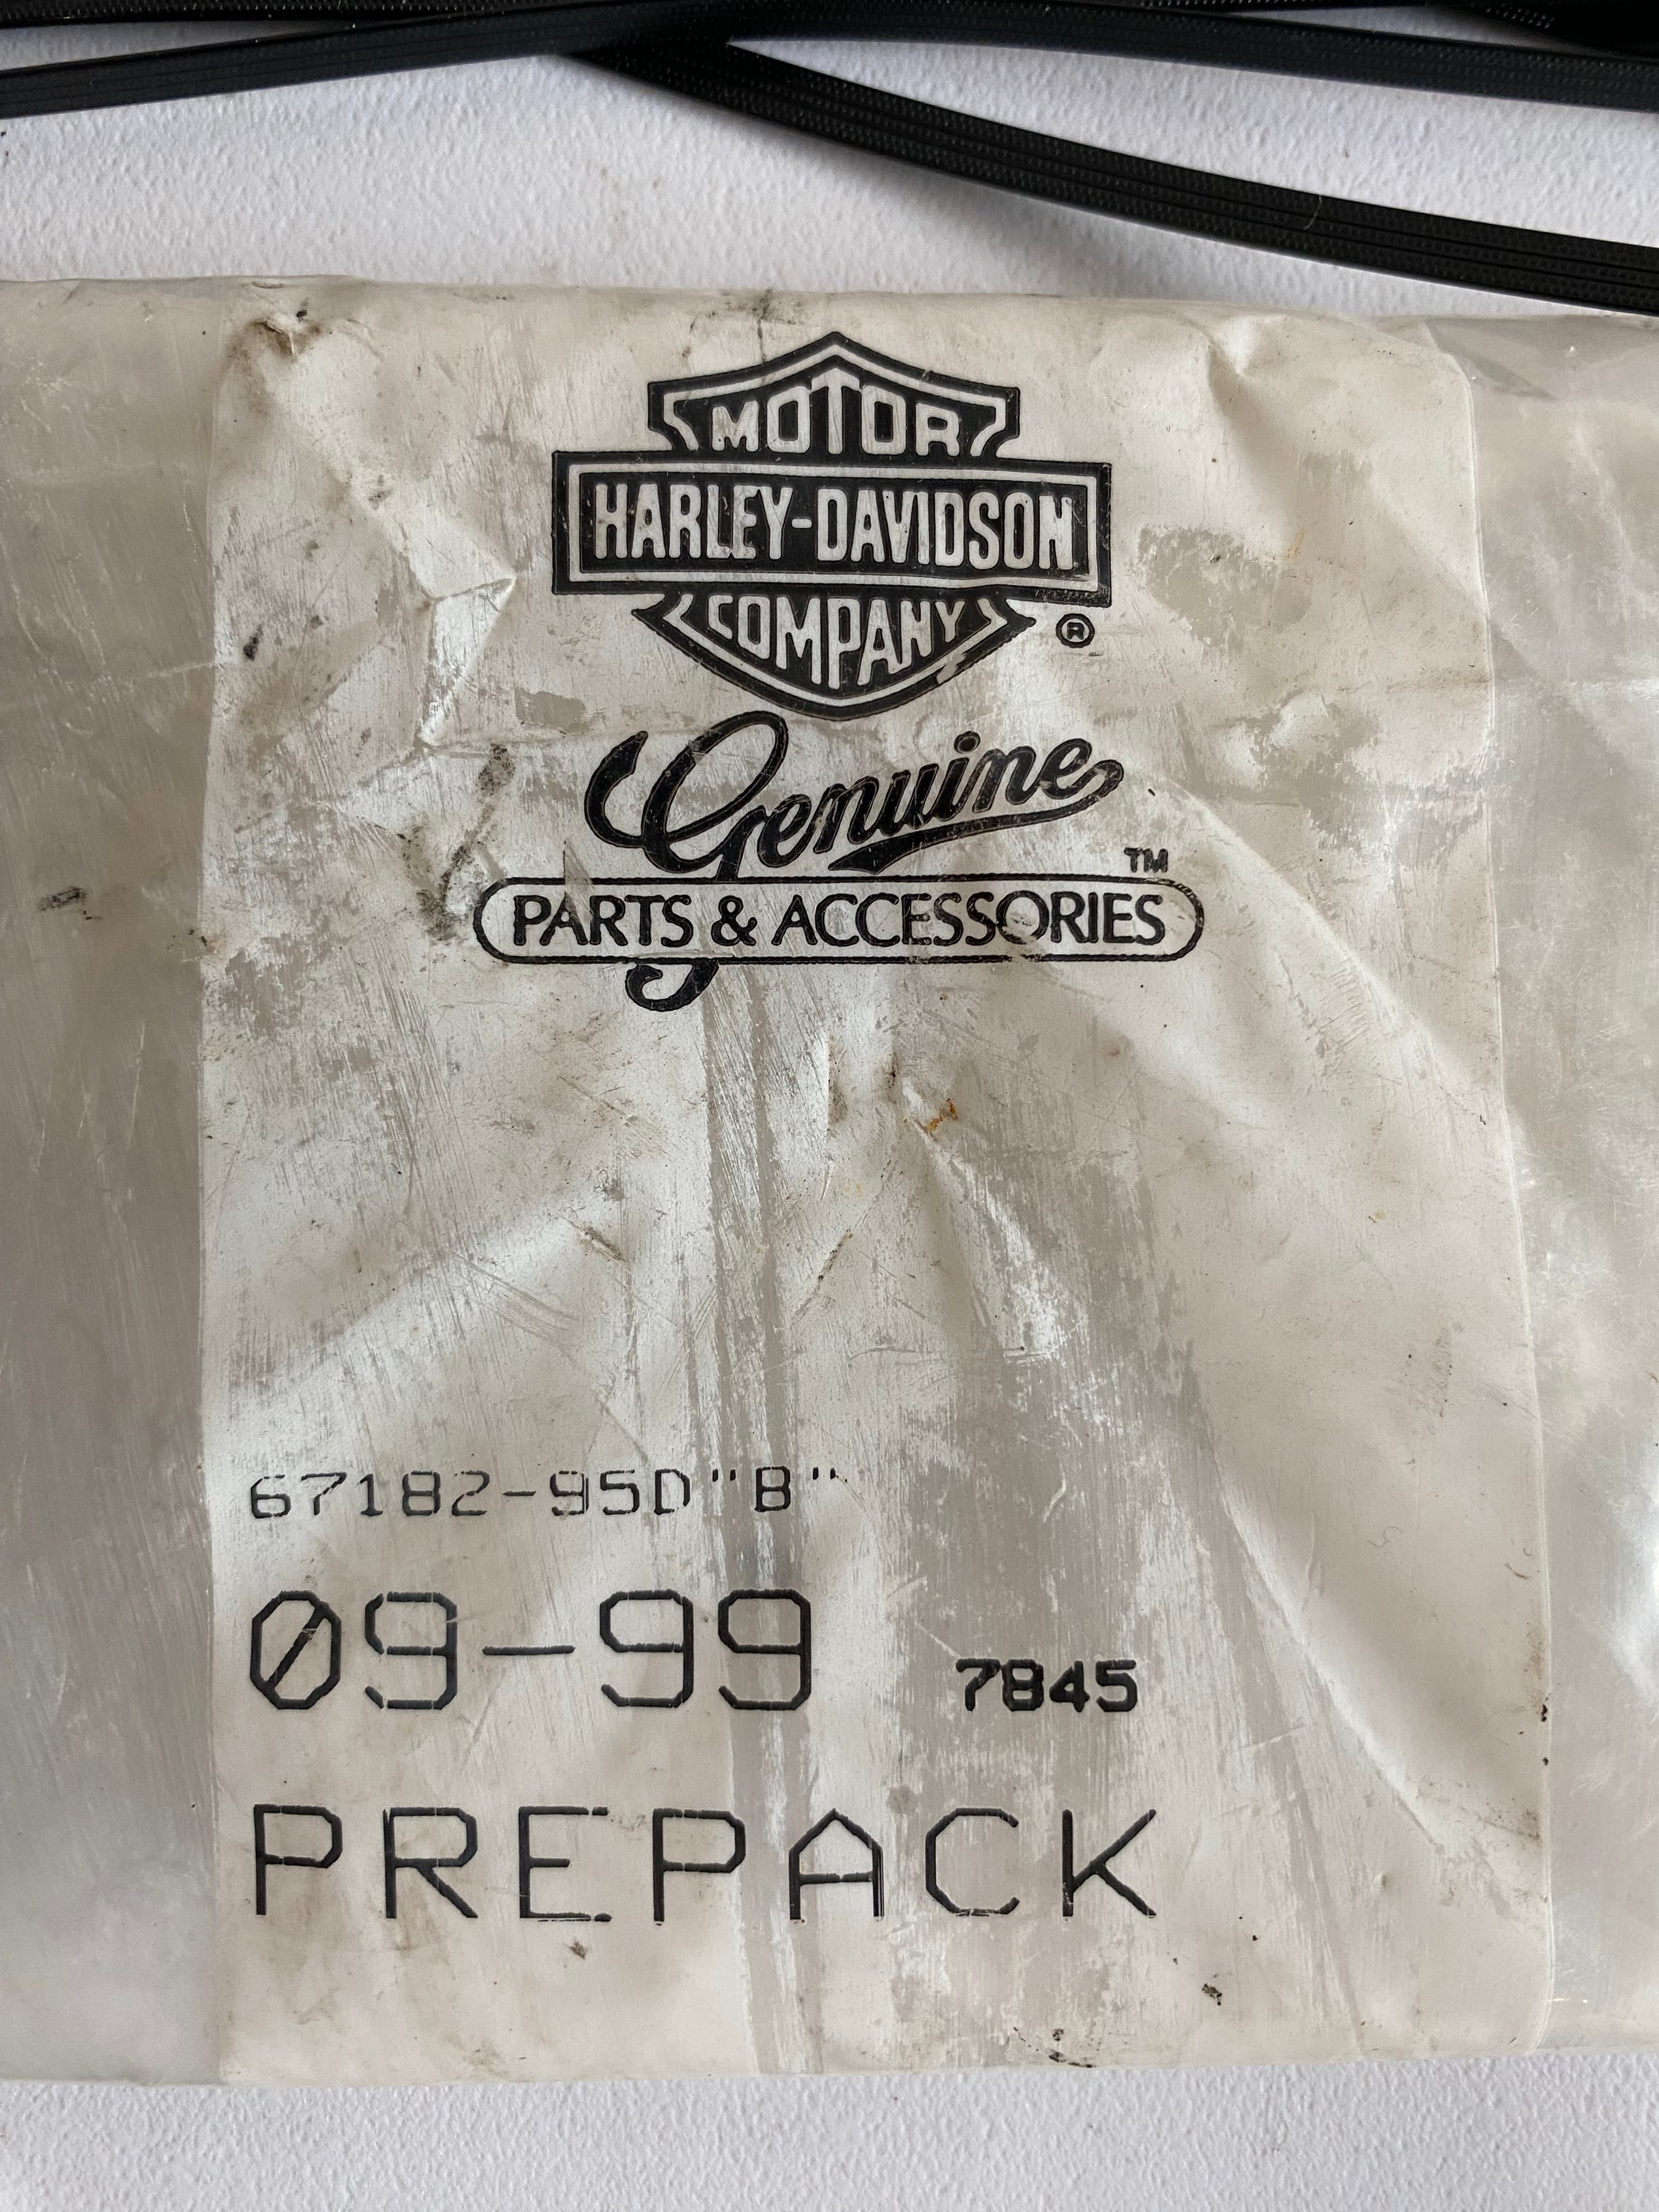 MOTOR
HARLEY-DAVIDSON
COMPANY
®
Genuine
TM
PARTS & ACCESSORIES
67182-95D"B"
09-99 7845
PREPACK